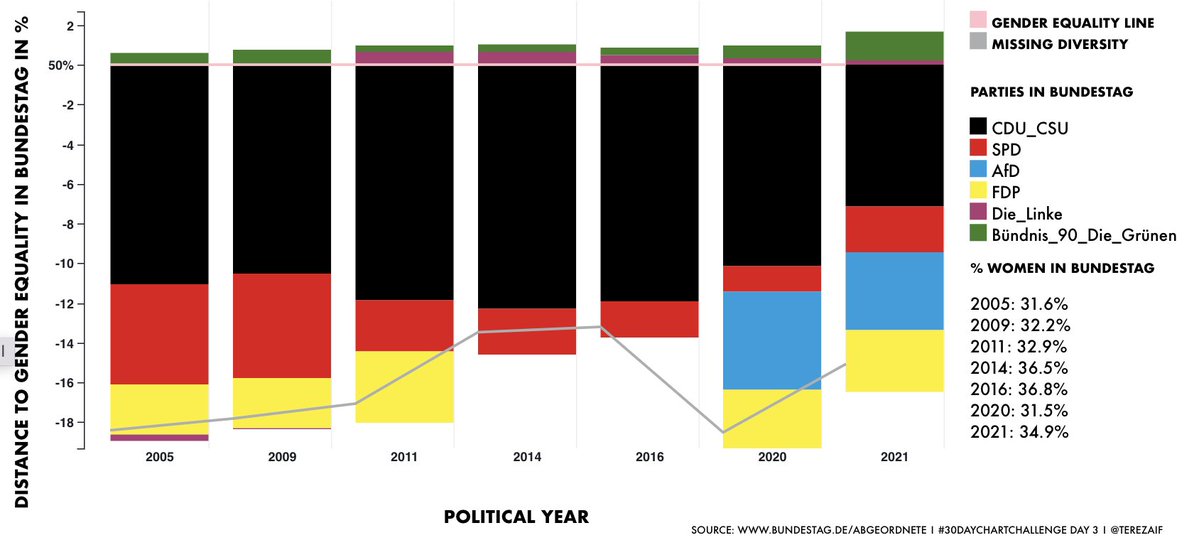 DISTANCE TO GENDER EQUALITY IN BUNDESTAG IN %
2
50%
-2
-4
-6
-8
-10
-12
-14
-16
-18
2005 2009 2011 2014 2016 2020 2021
POLITICAL YEAR
GENDER EQUALITY LINE
MISSING DIVERSITY
PARTIES IN BUNDESTAG
CDU_CSU
SPD
AfD
FDP
Die_Linke
Bündnis_90_Die_Grünen
% WOMEN IN BUNDESTAG
2005: 31.6%
2009: 32.2%
2011: 32.9%
2014: 36.5%
2016: 36.8%
2020: 31.5%
2021: 34.9%
SOURCE: WWW.BUNDESTAG.DE/ABGEORDNETE I #30DAYCHARTCHALLENGE DAY 3 I @TEREZAIF